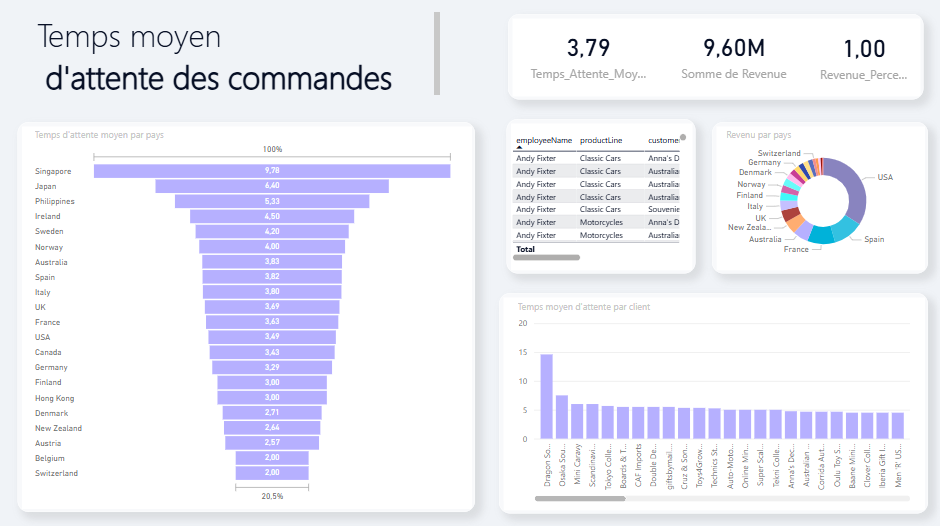 Temps moyen
d'attente des commandes
3,79
Temps_Attente_Moy...
9,60M
Somme de Revenue
1,00
Revenue_Perce...
Temps d'attente moyen par pays
100%
Singapore 9,78
Japan 6,40
Philippines 5,33
Ireland 4,50
Sweden 4,20
Norway 4,00
Australia 3,83
Spain 3,82
Italy 3,80
UK 3,69
France 3,63
USA 3,49
Canada 3,43
Germany 3,29
Finland 3,00
Hong Kong 3,00
Denmark 2,71
New Zealand 2,64
Austria 2,57
Belgium 2,00
Switzerland 2,00
20,5%
employeeName productLine custome
Andy Fixter Classic Cars Anna's D
Andy Fixter Classic Cars Australia
Andy Fixter Classic Cars Australia
Andy Fixter Classic Cars Australia
Andy Fixter Classic Cars Souvenie
Andy Fixter Motorcycles Anna's D
Andy Fixter Motorcycles Australia
Total
Revenu par pays
Switzerland
Germany
Denmark
Norway
Finland
Italy
UK
New Zeala...
Australia
France
Spain
USA
Temps moyen d'attente par client
20
15
10
5
0
Dragon So...
Osaka Sou...
Mini Caravy
Scandinavi...
Tokyo Colle...
Boards & T...
CAF Imports
Double De...
giftsbymail...
Cruz & Son...
Toys4Grow...
Technics St...
Auto-Moto...
Online Min...
Super Scal...
Tekni Colle...
Anna's Dec...
Australian ...
Corrida Aut...
Oulu Toy S...
Baane Mini...
Clover Coll...
Iberia Gift I...
Men 'R' US...